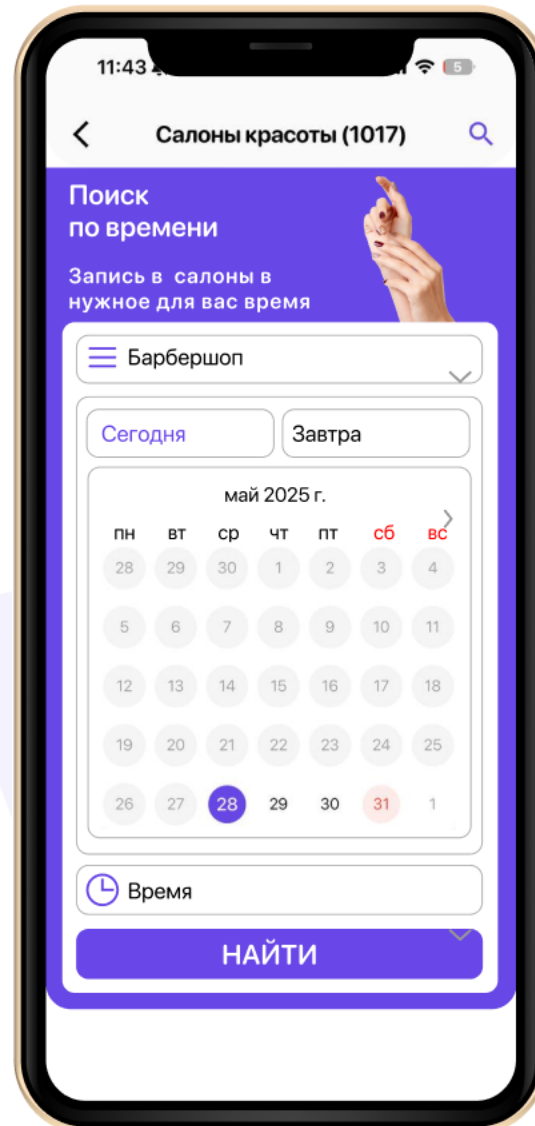 11:43
5
Салоны красоты (1017)
Поиск
по времени
Запись в салоны в
нужное для вас время
Барбершоп
Сегодня
Завтра
май 2025 г.
пн вт ср чт пт сб вс
28 29 30 1 2 3 4
5 6 7 8 9 10 11
12 13 14 15 16 17 18
19 20 21 22 23 24 25
26 27 28 29 30 31 1
Время
НАЙТИ